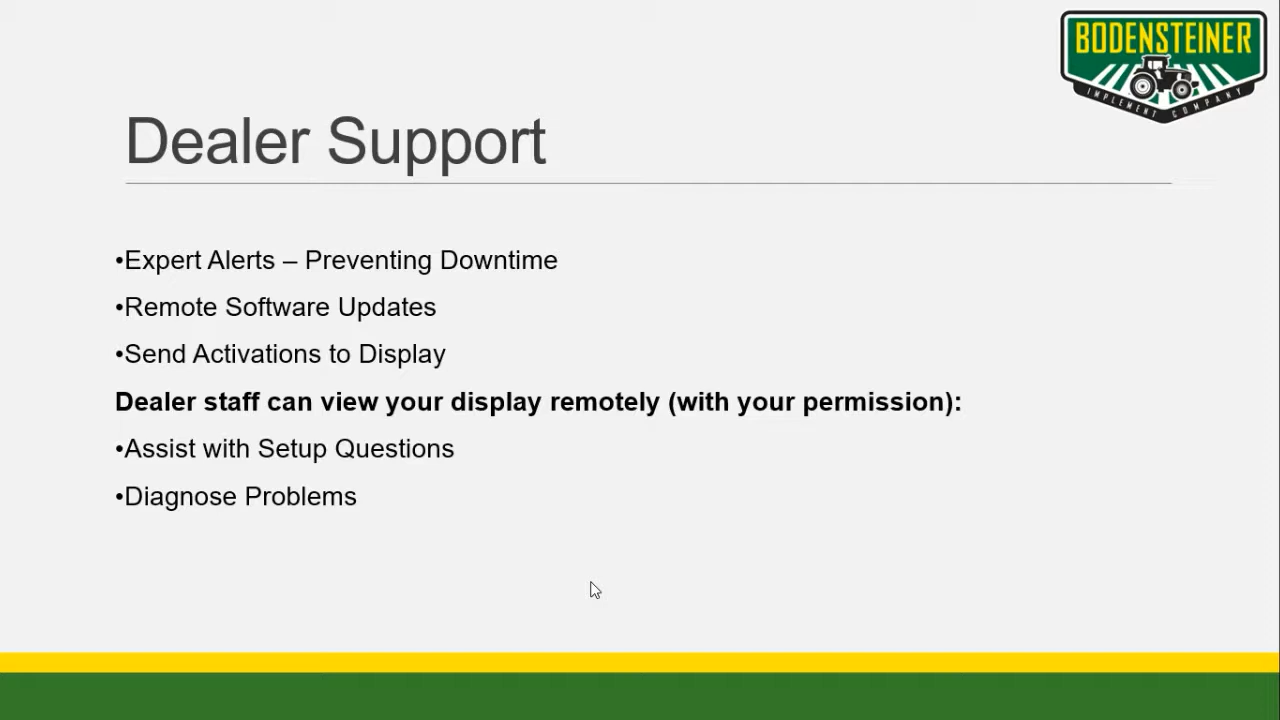 BODENSTEINER
IMPLEMENT COMPANY
Dealer Support
•Expert Alerts – Preventing Downtime
•Remote Software Updates
•Send Activations to Display
Dealer staff can view your display remotely (with your permission):
•Assist with Setup Questions
•Diagnose Problems